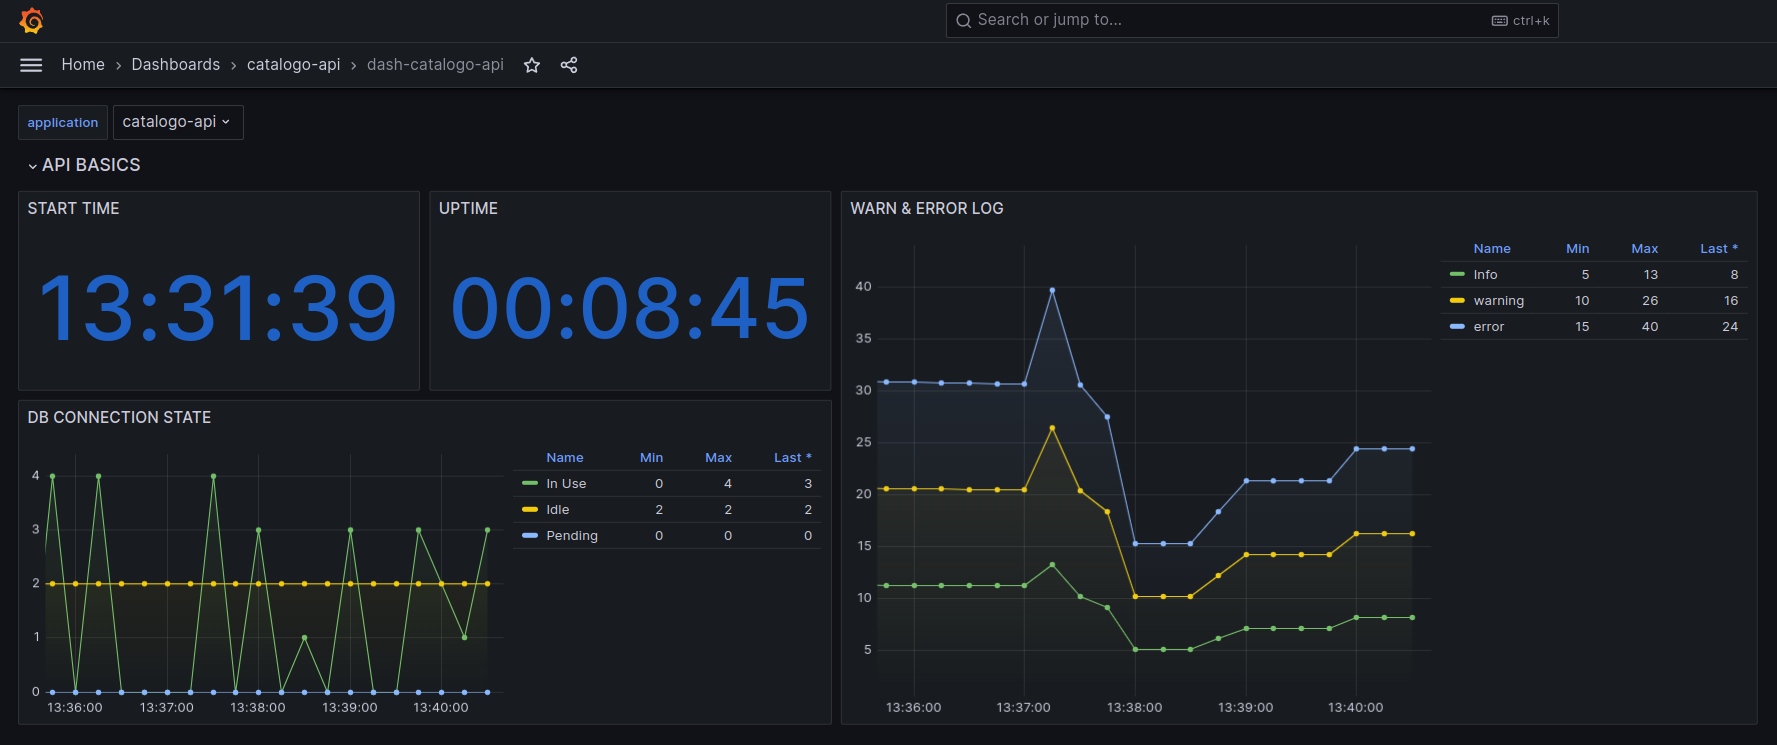 Search or jump to... ctrl+k
Home › Dashboards › catalogo-api › dash-catalogo-api
application catalogo-api
API BASICS
START TIME
13:31:39
UPTIME
00:08:45
WARN & ERROR LOG
40
35
30
25
20
15
10
5
13:36:00 13:37:00 13:38:00 13:39:00 13:40:00
Name Min Max Last *
Info 5 13 8
warning 10 26 16
error 15 40 24
DB CONNECTION STATE
4
3
2
1
0
13:36:00 13:37:00 13:38:00 13:39:00 13:40:00
Name Min Max Last *
In Use 0 4 3
Idle 2 2 2
Pending 0 0 0